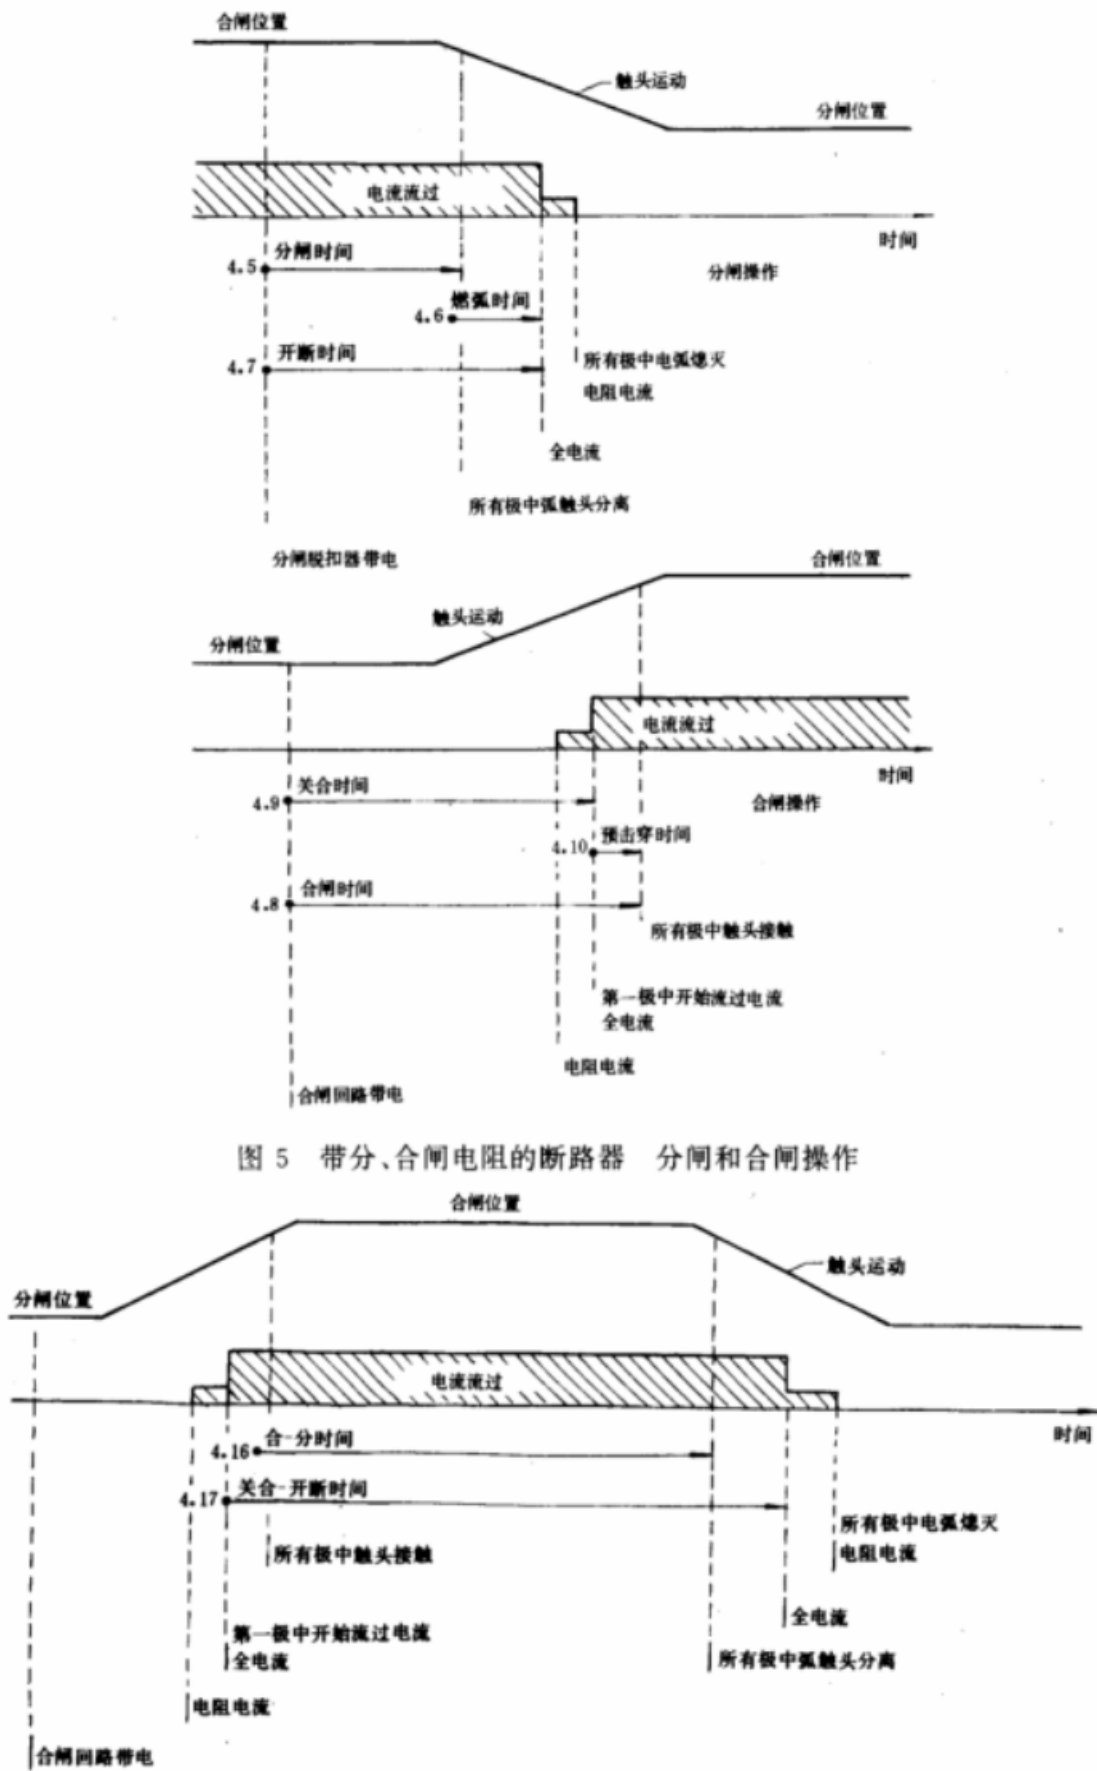 合闸位置
触头运动
分闸位置
电流流过
时间
4.5 分闸时间
分闸操作
4.6 燃弧时间
4.7 开断时间
所有极中电弧熄灭
电阻电流
全电流
所有极中弧触头分离
分闸脱扣器带电
合闸位置
触头运动
分闸位置
电流流过
时间
4.9 关合时间
合闸操作
4.10 预击穿时间
4.8 合闸时间
所有极中触头接触
第一极中开始流过电流
全电流
电阻电流
合闸回路带电
图 5 带分、合闸电阻的断路器 分闸和合闸操作
合闸位置
触头运动
分闸位置
电流流过
时间
4.16 合-分时间
4.17 关合-开断时间
所有极中电弧熄灭
所有极中触头接触
电阻电流
全电流
第一极中开始流过电流
全电流
所有极中弧触头分离
电阻电流
合闸回路带电